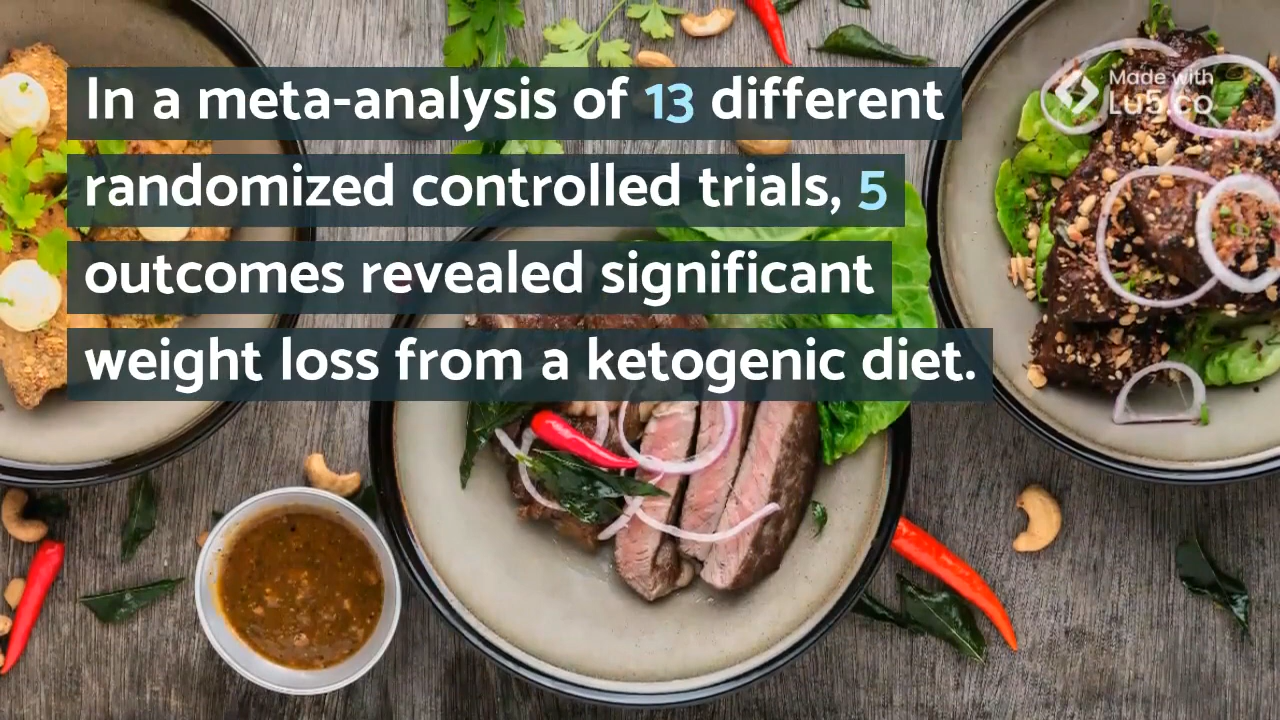 In a meta-analysis of 13 different
randomized controlled trials, 5
outcomes revealed significant
weight loss from a ketogenic diet.
Made with
Lu5.co